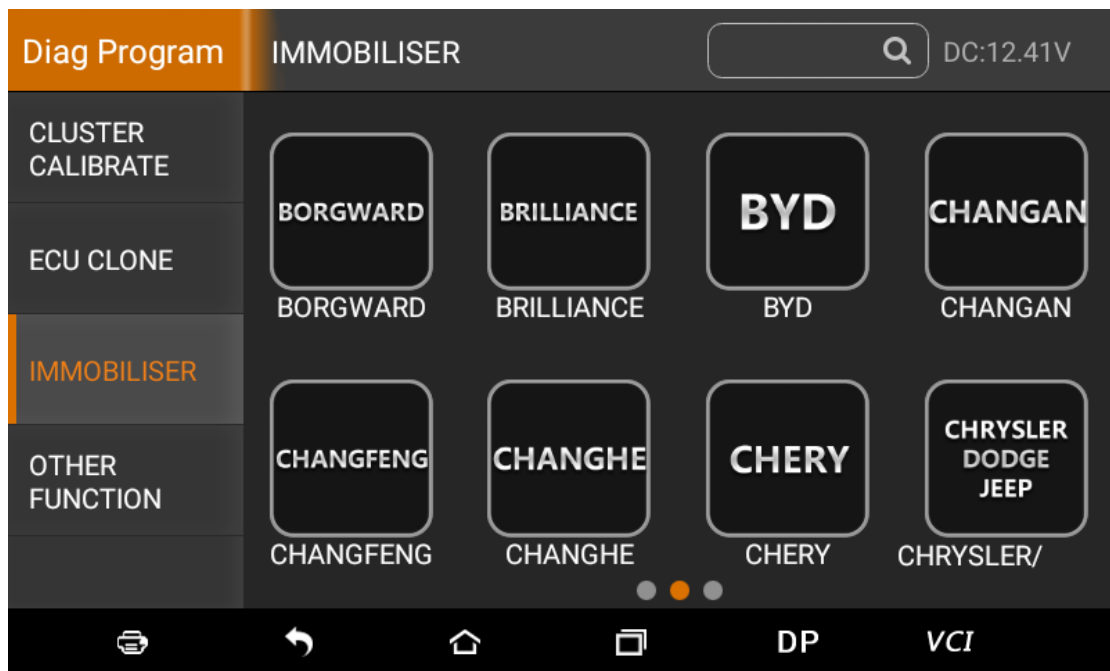 Diag Program
IMMOBILISER
DC:12.41V
CLUSTER
CALIBRATE
ECU CLONE
IMMOBILISER
OTHER
FUNCTION
BORGWARD
BRILLIANCE
BYD
CHANGAN
BORGWARD
BRILLIANCE
BYD
CHANGAN
CHANGFENG
CHANGHE
CHERY
CHRYSLER
DODGE
JEEP
CHANGFENG
CHANGHE
CHERY
CHRYSLER/
DP
VCI